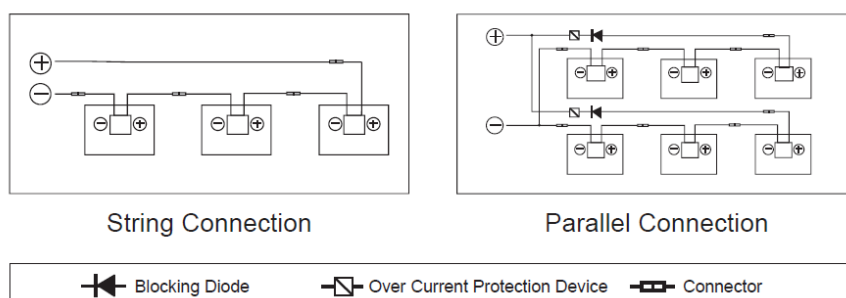 String Connection
Parallel Connection
Blocking Diode
Over Current Protection Device
Connector